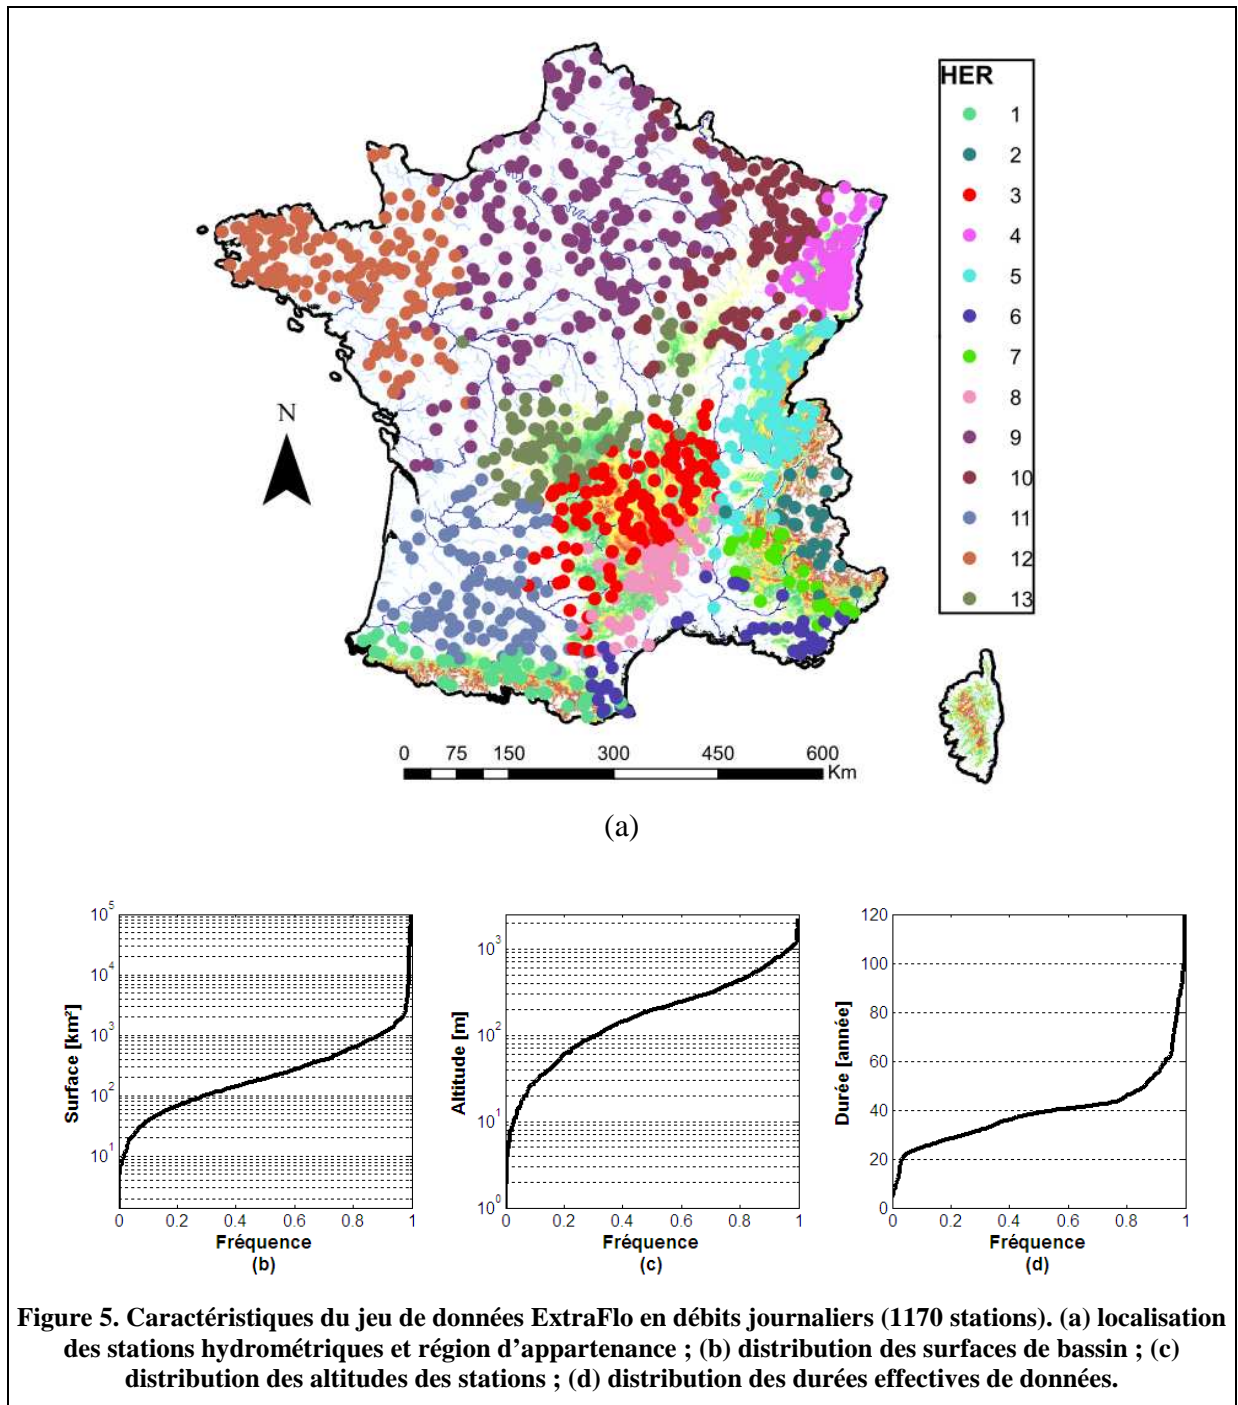 HER
1
2
3
4
5
6
7
8
9
10
11
12
13
N
0 75 150 300 450 600
Km
(a)
10^5
10^4
10^3
10^2
10^1
Surface [km²]
0 0.2 0.4 0.6 0.8 1
Fréquence
(b)
10^3
10^2
10^1
10^0
Altitude [m]
0 0.2 0.4 0.6 0.8 1
Fréquence
(c)
120
100
80
60
40
20
0
Durée [année]
0 0.2 0.4 0.6 0.8 1
Fréquence
(d)
Figure 5. Caractéristiques du jeu de données ExtraFlo en débits journaliers (1170 stations). (a) localisation
des stations hydrométriques et région d'appartenance ; (b) distribution des surfaces de bassin ; (c)
distribution des altitudes des stations ; (d) distribution des durées effectives de données.